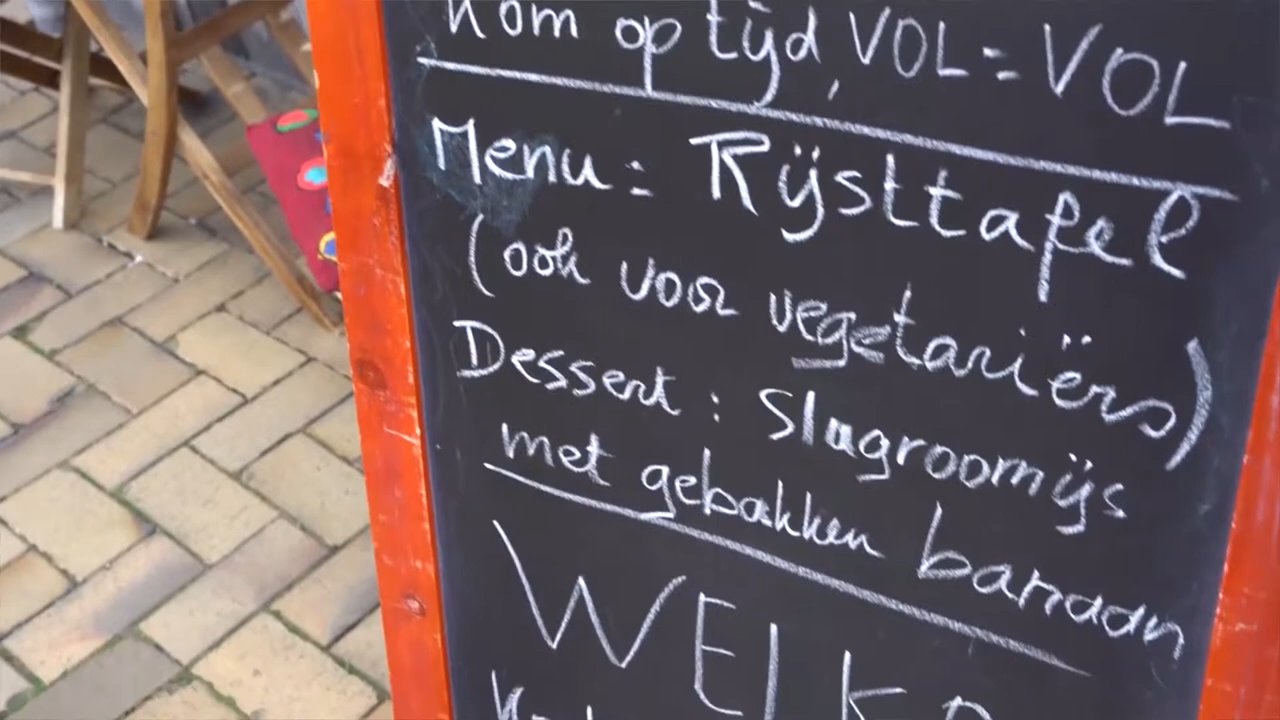 Kom op tijd, VOL = VOL
Menu: Rijsttafel
(ook voor vegetariërs)
Dessert: Slagroomijs
met gebakken banaan